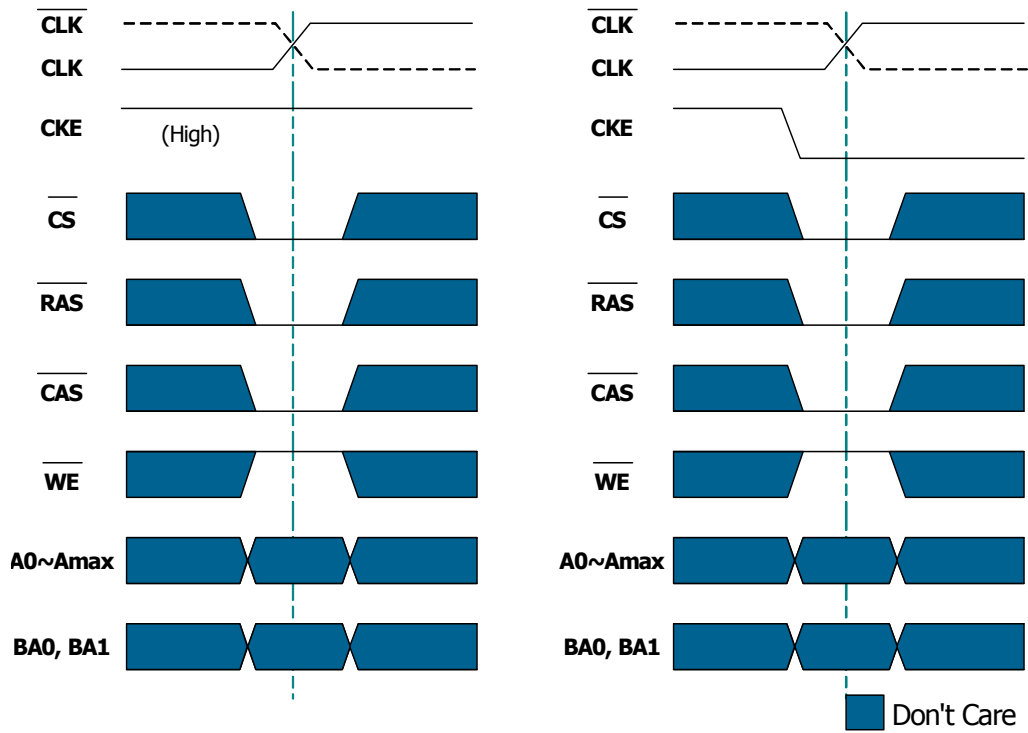 CLK
CLK
CKE
(High)
CS
RAS
CAS
WE
A0~Amax
BA0, BA1
CLK
CLK
CKE
CS
RAS
CAS
WE
A0~Amax
BA0, BA1
Don't Care